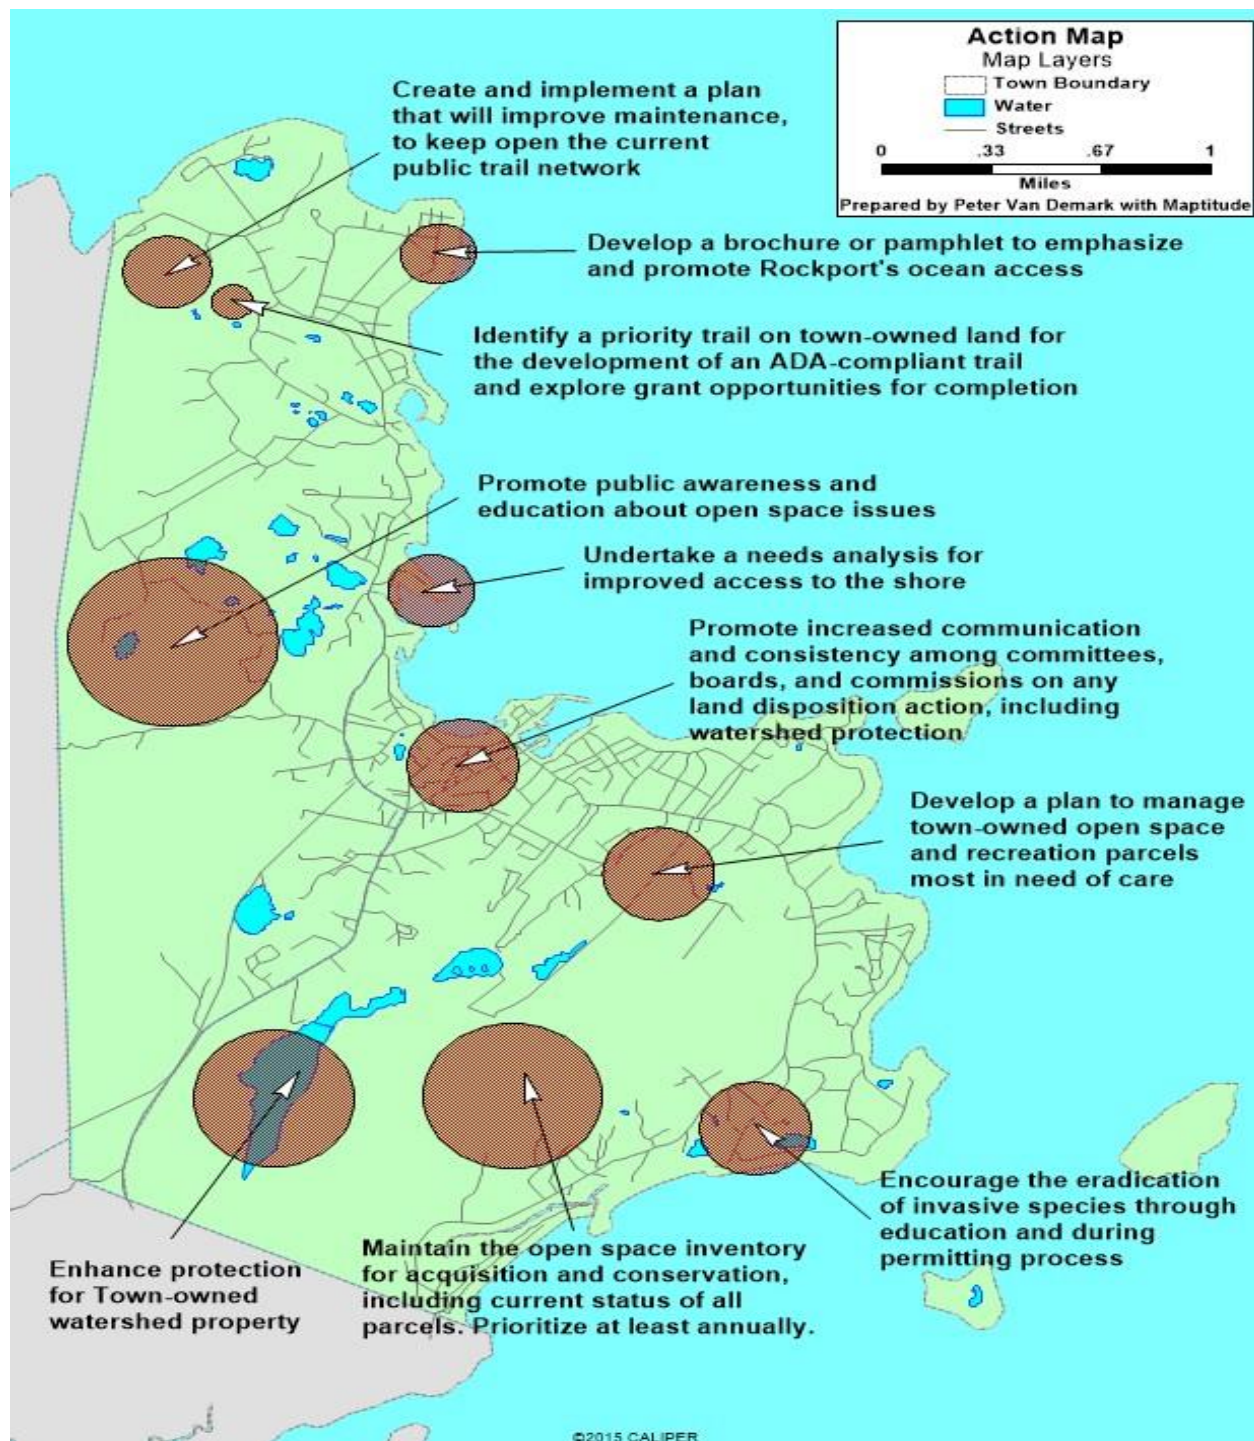 Action Map
Map Layers
Town Boundary
Water
Streets
0 .33 .67 1
Miles
Prepared by Peter Van Demark with Maptitude
Create and implement a plan
that will improve maintenance,
to keep open the current
public trail network
Develop a brochure or pamphlet to emphasize
and promote Rockport's ocean access
Identify a priority trail on town-owned land for
the development of an ADA-compliant trail
and explore grant opportunities for completion
Promote public awareness and
education about open space issues
Undertake a needs analysis for
improved access to the shore
Promote increased communication
and consistency among committees,
boards, and commissions on any
land disposition action, including
watershed protection
Develop a plan to manage
town-owned open space
and recreation parcels
most in need of care
Encourage the eradication
of invasive species through
education and during
permitting process
Enhance protection
for Town-owned
watershed property
Maintain the open space inventory
for acquisition and conservation,
including current status of all
parcels. Prioritize at least annually.
©2015 CALIPER